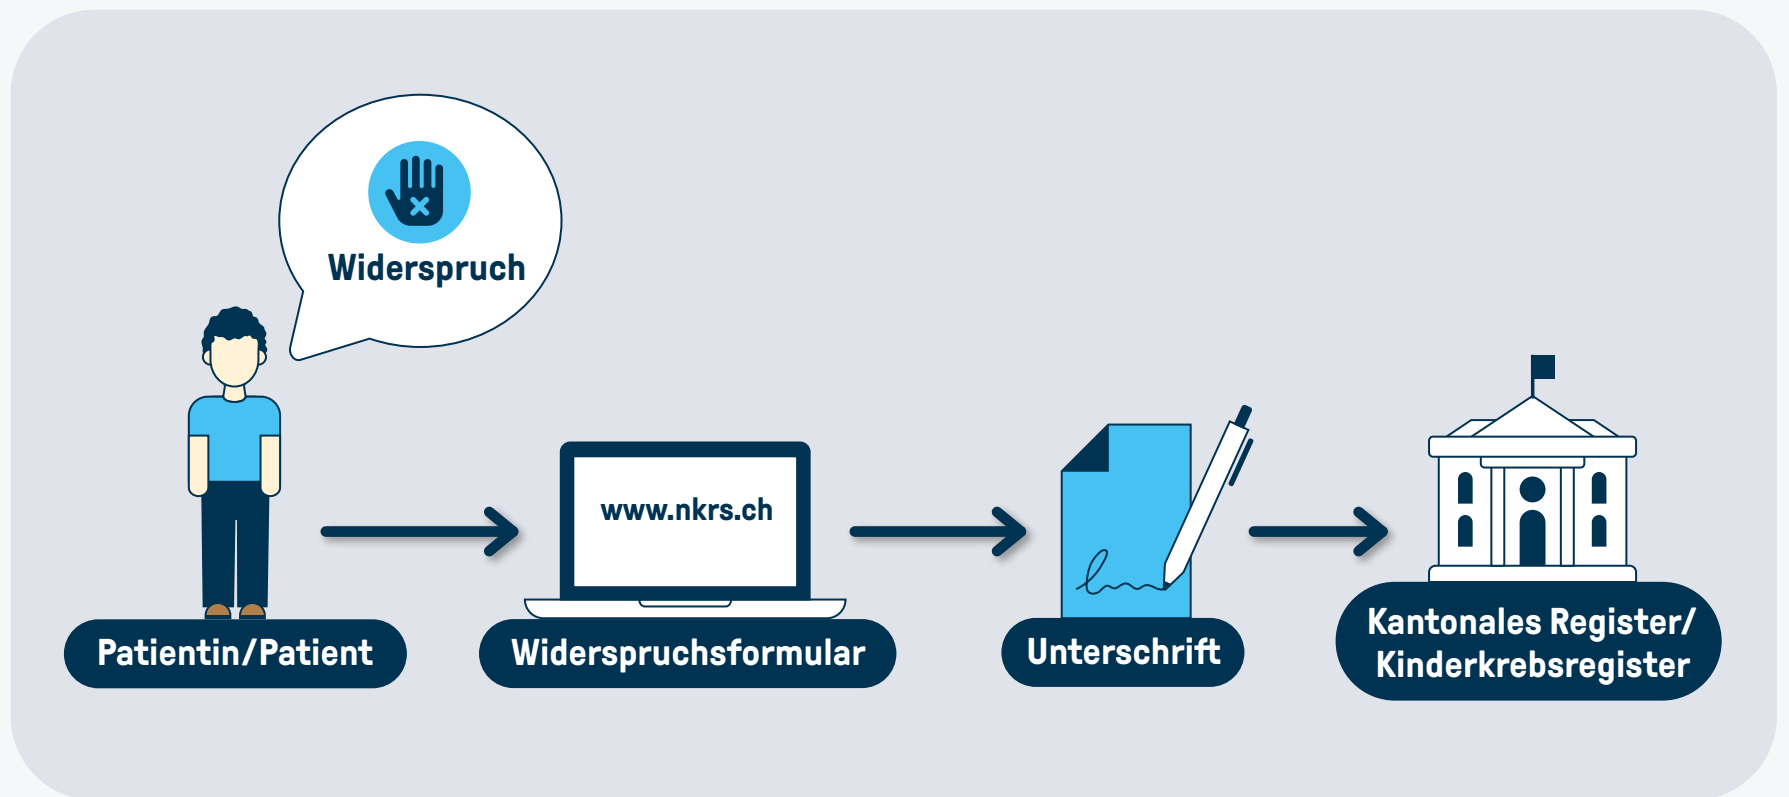 Widerspruch
www.nkrs.ch
Patientin/Patient
Widerspruchsformular
Unterschrift
Kantonales Register/
Kinderkrebsregister